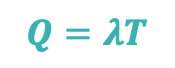 Q = λT